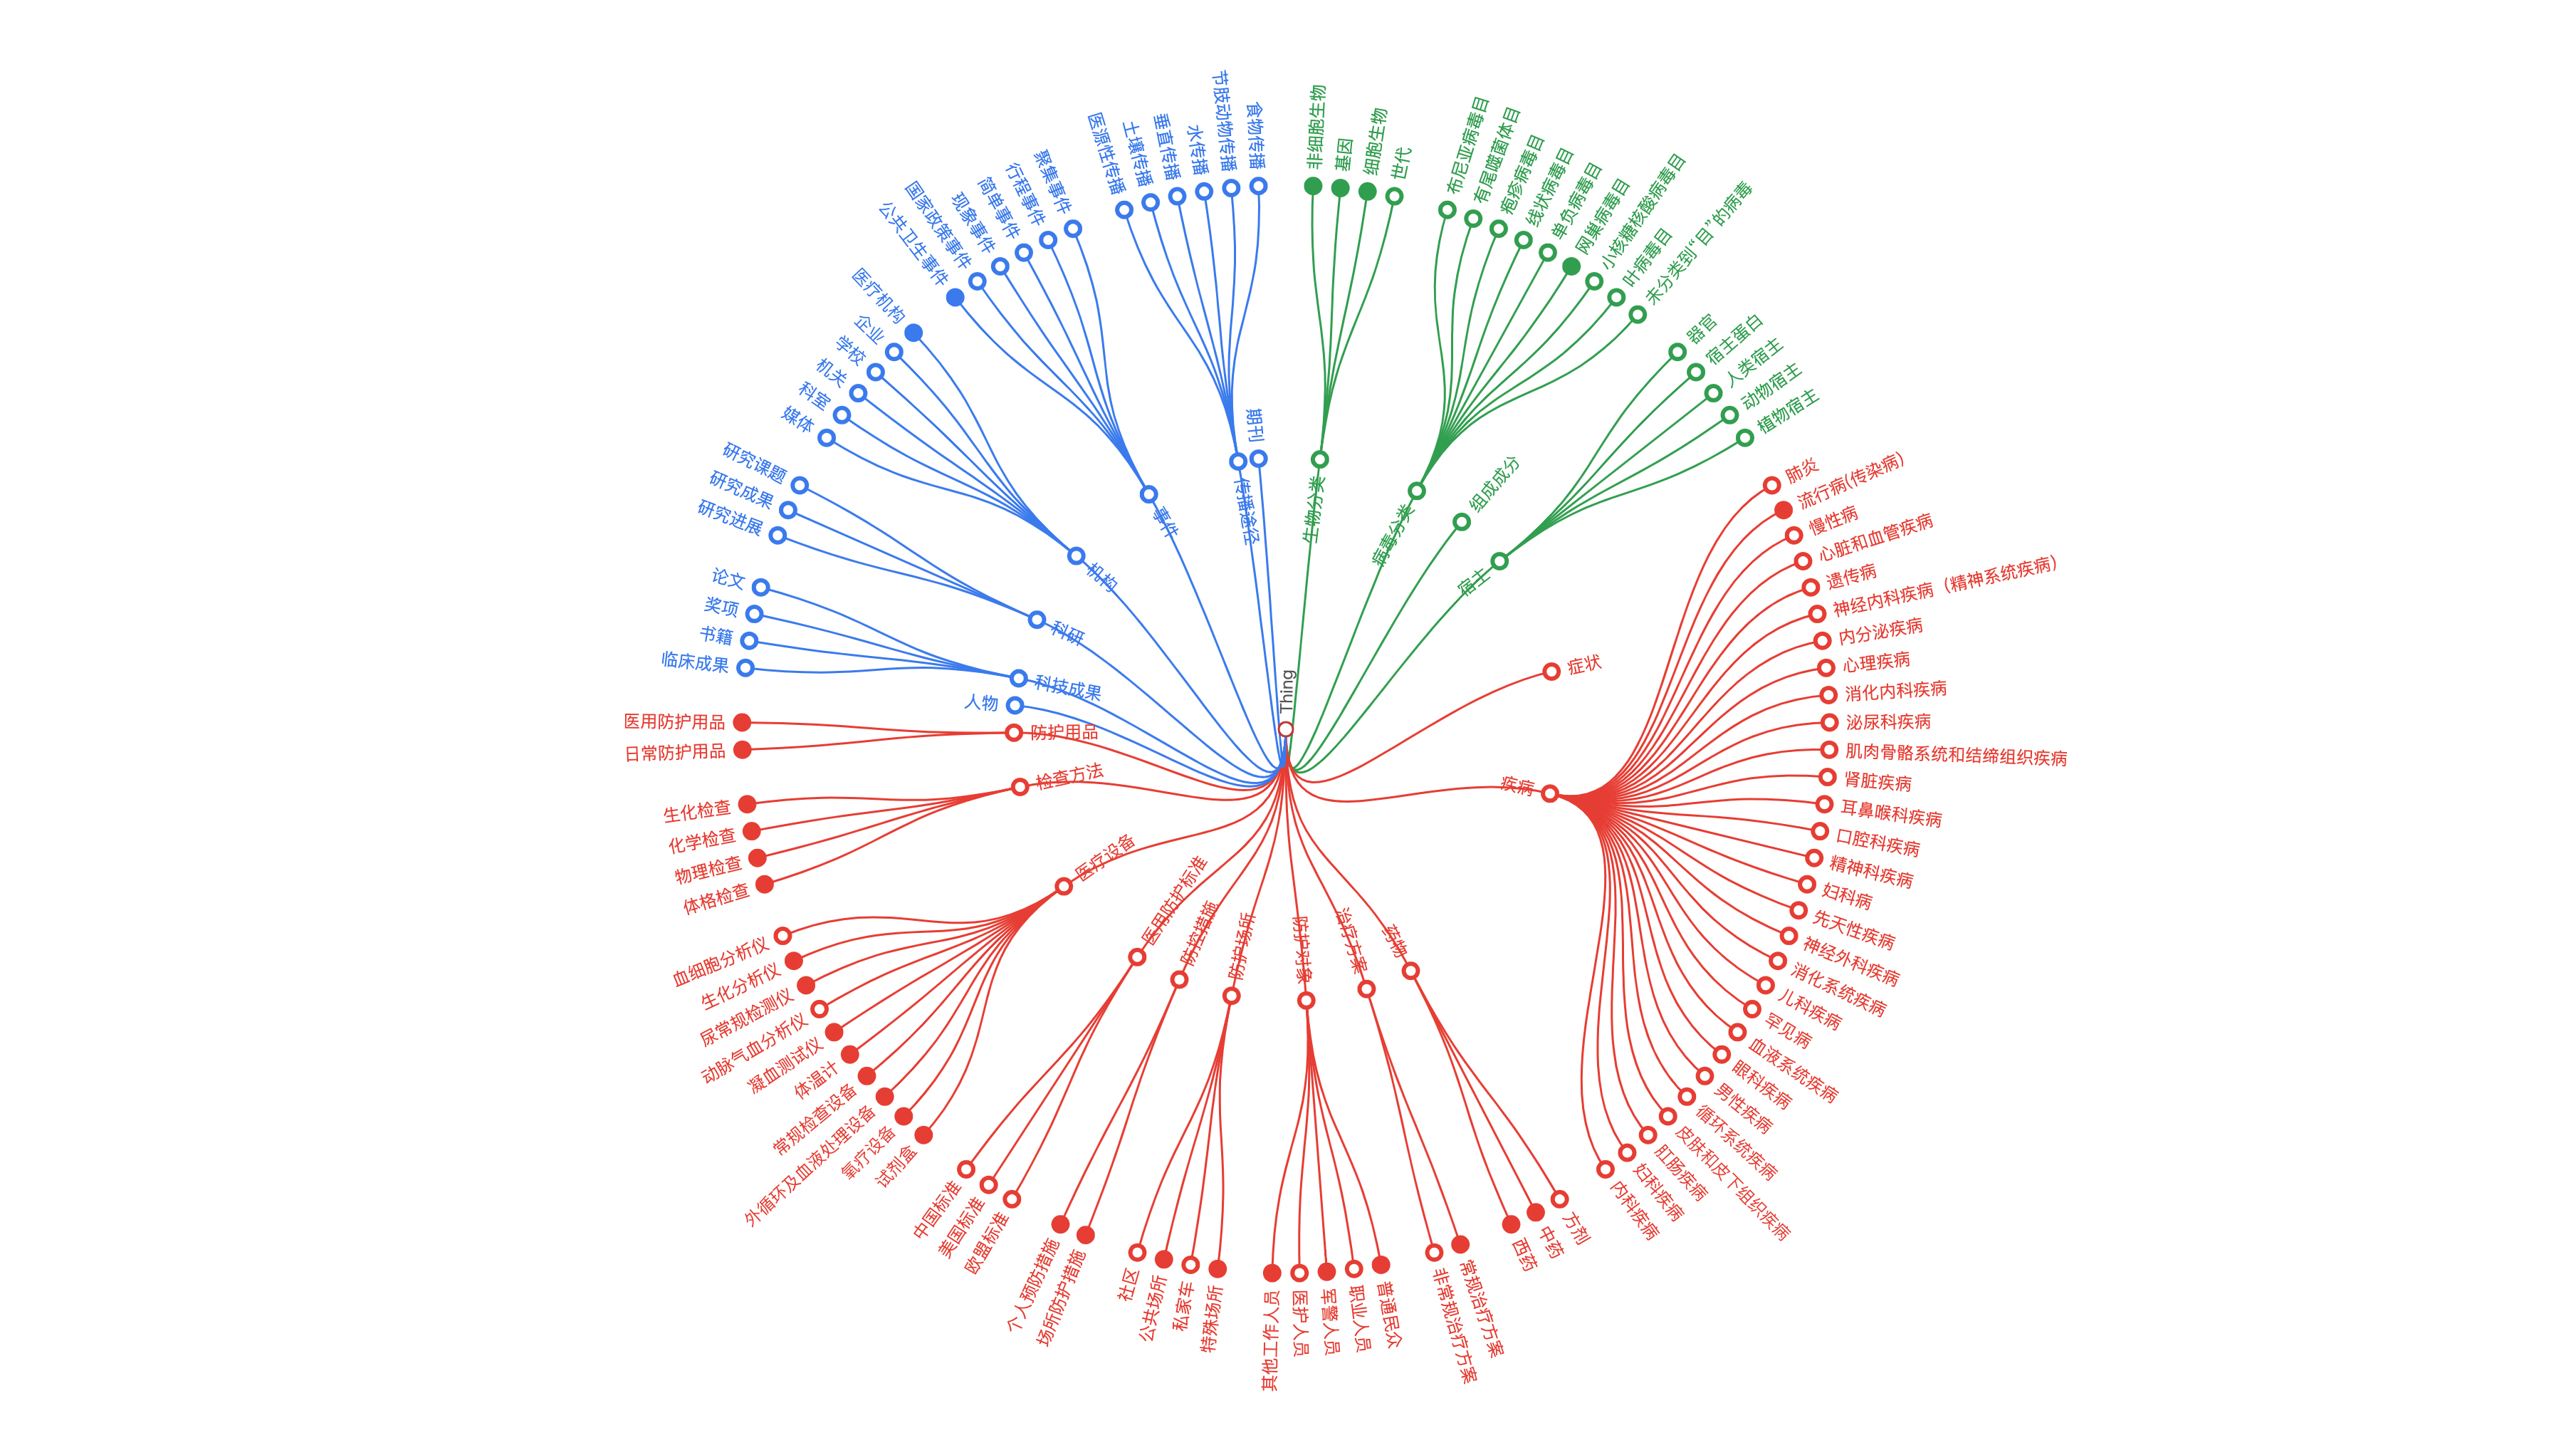 Thing
生物分类
非细胞生物
基因
细胞生物
世代
病毒分类
布尼亚病毒目
有尾噬菌体目
疱疹病毒目
线状病毒目
单负病毒目
网巢病毒目
小核糖核酸病毒目
叶病毒目
未分类到“目”的病毒
组成成分
宿主
器官
宿主蛋白
人类宿主
动物宿主
植物宿主
症状
疾病
肺炎
流行病(传染病)
慢性病
心脏和血管疾病
遗传病
神经内科疾病（精神系统疾病）
内分泌疾病
心理疾病
消化内科疾病
泌尿科疾病
肌肉骨骼系统和结缔组织疾病
肾脏疾病
耳鼻喉科疾病
口腔科疾病
精神科疾病
妇科病
先天性疾病
神经外科疾病
消化系统疾病
儿科疾病
罕见病
血液系统疾病
眼科疾病
男性疾病
循环系统疾病
皮肤和皮下组织疾病
肛肠疾病
妇科疾病
内科疾病
药物
方剂
中药
西药
治疗方案
常规治疗方案
非常规治疗方案
防护对象
普通民众
职业人员
军警人员
医护人员
其他工作人员
防护场所
特殊场所
私家车
公共场所
社区
防控措施
场所防护措施
个人预防措施
医用防护标准
欧盟标准
美国标准
中国标准
医疗设备
试剂盒
氧疗设备
外循环及血液处理设备
常规检查设备
体温计
凝血测试仪
动脉气血分析仪
尿常规检测仪
生化分析仪
血细胞分析仪
检查方法
体格检查
物理检查
化学检查
生化检查
防护用品
日常防护用品
医用防护用品
人物
科技成果
临床成果
书籍
奖项
论文
科研
研究进展
研究成果
研究课题
机构
媒体
科室
机关
学校
企业
医疗机构
事件
公共卫生事件
国家政策事件
现象事件
简单事件
行程事件
聚集事件
传播途径
医源性传播
土壤传播
垂直传播
水传播
节肢动物传播
食物传播
期刊